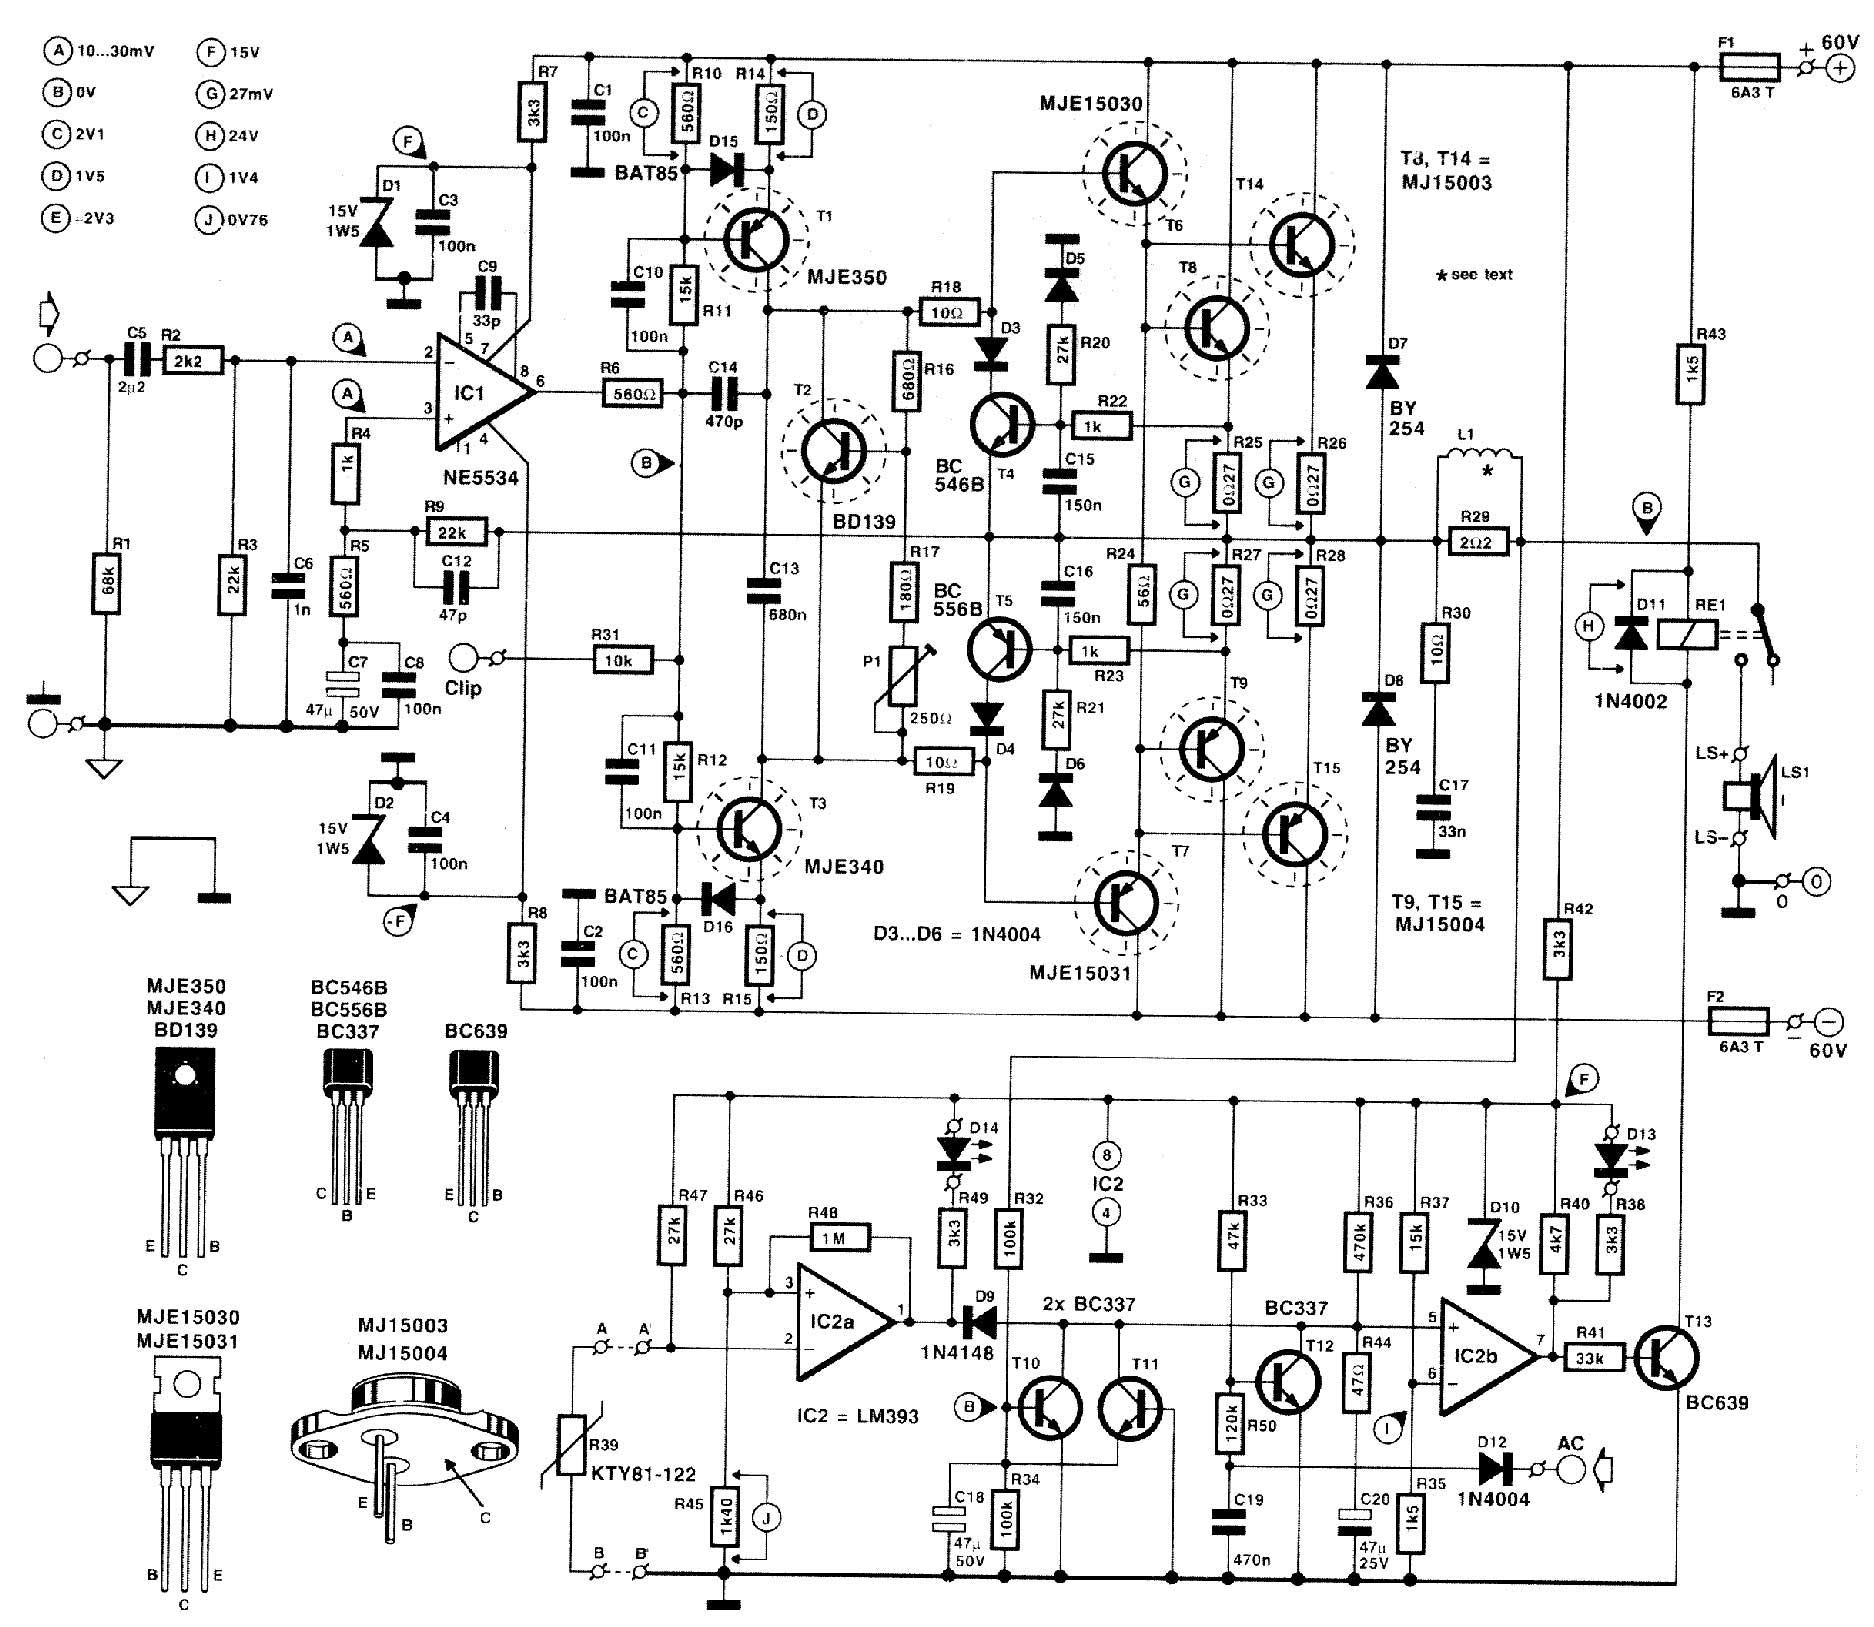 A 10...30mV
B 0V
C 2V1
D 1V5
E -2V3
F 15V
G 27mV
H 24V
I 1V4
J 0V76
R7
3k3
C1
100n
R10
560Ω
C
R14
150Ω
D
F1
6A3 T
+ 60V
+
MJE15030
D15
BAT85
T3, T14 =
MJ15003
F
D1
15V
1W5
C3
100n
T1
MJE350
T6
T14
T8
* sec text
C9
33p
C10
100n
15k
R11
R18
10Ω
D3
D5
R20
27k
D7
BY
254
R43
1k5
C5
2µ2
R2
2k2
A
A
2
3
5
7
8
6
4
1
−
+
IC1
NE5534
R6
560Ω
C14
470p
T2
BD139
R16
680Ω
BC
546B
T4
R22
1k
C15
150n
R25
0Ω27
G
R26
0Ω27
G
L1
*
R29
2Ω2
B
B
R4
1k
R9
22k
C12
47p
R1
68k
R3
22k
C6
1n
R5
560Ω
C7
47µ
50V
C8
100n
Clip
R31
10k
C13
680n
R17
180Ω
P1
250Ω
BC
556B
T5
C16
150n
R24
56Ω
R23
1k
R27
0Ω27
G
R28
0Ω27
G
R30
10Ω
C17
33n
H
D11
1N4002
RE1
D4
R21
27k
D6
T9
T15
D8
BY
254
LS+
LS1
LS−
O
0
C11
100n
R12
15k
R19
10Ω
T3
MJE340
T7
MJE15031
T9, T15 =
MJ15004
D2
15V
1W5
C4
100n
-F
R8
3k3
C2
100n
BAT85
D16
C
560Ω
R13
150Ω
R15
D
D3...D6 = 1N4004
R42
3k3
F2
6A3 T
−
−
60V
MJE350
MJE340
BD139
E
C
B
BC546B
BC556B
BC337
C
B
E
BC639
E
C
B
MJE15030
MJE15031
B
C
E
MJ15003
MJ15004
E
B
C
R47
27k
R46
27k
R48
1M
3
2
+
−
1
IC2a
D14
R49
3k3
D9
1N4148
R32
100k
8
IC2
4
R33
47k
R36
470k
R37
15k
D10
15V
1W5
F
R40
4k7
D13
R38
3k3
A
A'
R39
KTY81-122
B
B'
R45
1k40
J
IC2 = LM393
2x BC337
T10
T11
B
C18
47µ
50V
R34
100k
BC337
T12
R50
120k
C19
470n
R44
47Ω
C20
47µ
25V
5
6
+
−
7
IC2b
I
R35
1k5
D12
1N4004
AC
R41
33k
T13
BC639